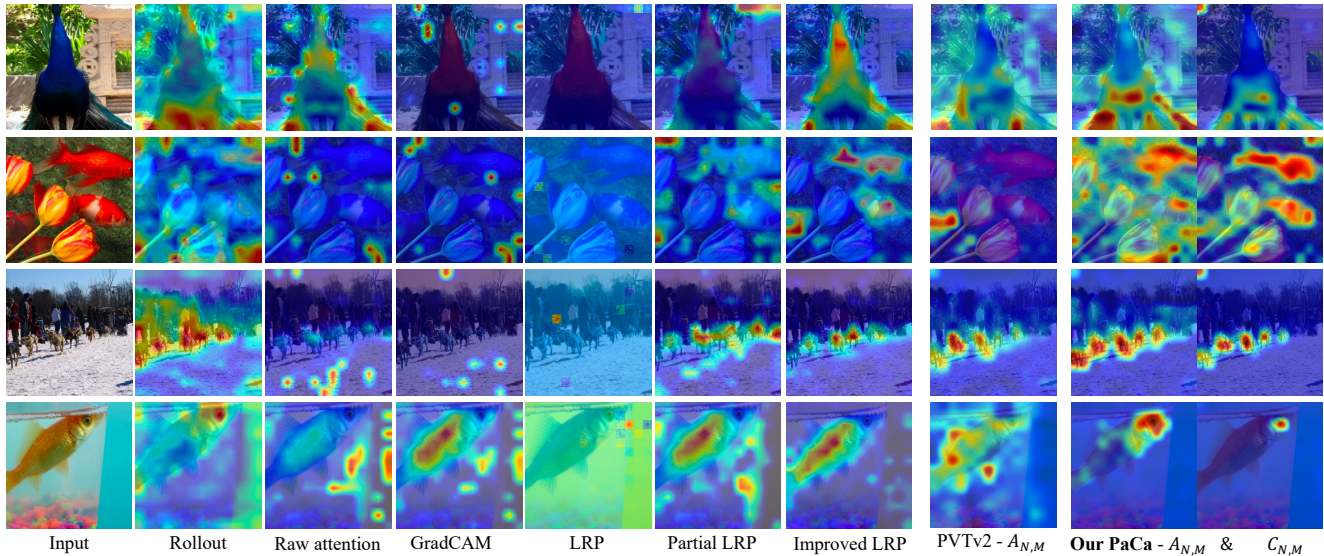 Input Rollout Raw attention GradCAM LRP Partial LRP Improved LRP PVTv2 - $A_{N,M}$ Our PaCa - $A_{N,M}$ & $C_{N,M}$